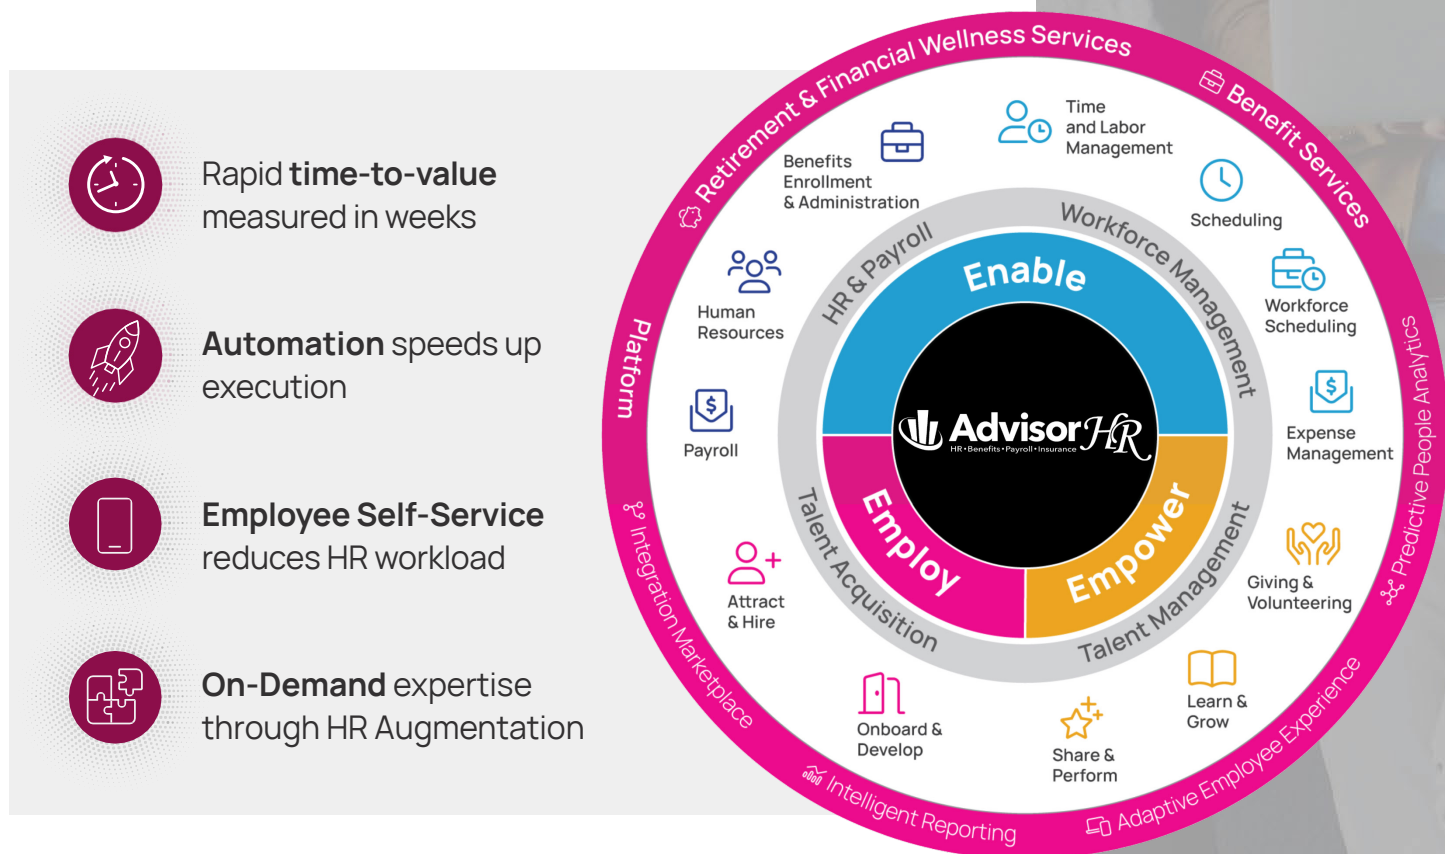 Rapid time-to-value
measured in weeks
Automation speeds up
execution
Employee Self-Service
reduces HR workload
On-Demand expertise
through HR Augmentation
Retirement & Financial Wellness Services
Benefit Services
Predictive People Analytics
Adaptive Employee Experience
Intelligent Reporting
Integration Marketplace
Platform
Benefits
Enrollment
& Administration
Time
and Labor
Management
Scheduling
Workforce
Scheduling
Expense
Management
Giving &
Volunteering
Learn &
Grow
Share &
Perform
Onboard &
Develop
Attract
& Hire
Payroll
Human
Resources
HR & Payroll
Workforce Management
Talent Management
Talent Acquisition
Enable
Empower
Employ
Advisor HR
HR • Benefits • Payroll • Insurance